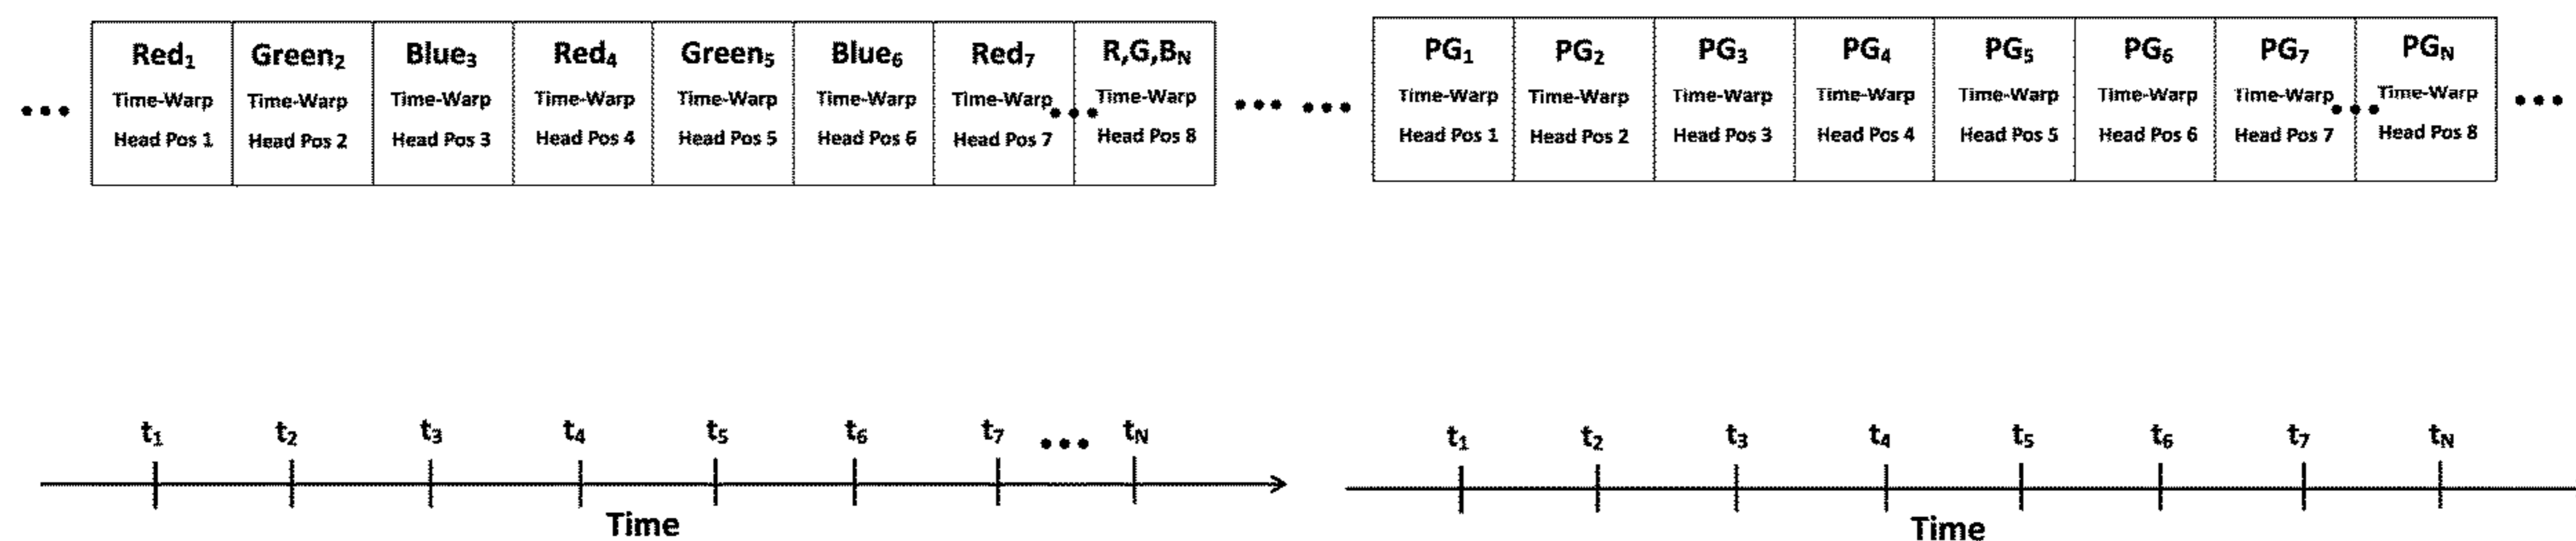 Red₁ Green₂ Blue₃ Red₄ Green₅ Blue₆ Red₇ R,G,B_N PG₁ PG₂ PG₃ PG₄ PG₅ PG₆ PG₇ PG_N
••• Time-Warp Time-Warp Time-Warp Time-Warp Time-Warp Time-Warp Time-Warp ••• Time-Warp ••• ••• Time-Warp Time-Warp Time-Warp Time-Warp Time-Warp Time-Warp Time-Warp ••• Time-Warp •••
Head Pos 1 Head Pos 2 Head Pos 3 Head Pos 4 Head Pos 5 Head Pos 6 Head Pos 7 Head Pos 8 Head Pos 1 Head Pos 2 Head Pos 3 Head Pos 4 Head Pos 5 Head Pos 6 Head Pos 7 Head Pos 8
t₁ t₂ t₃ t₄ t₅ t₆ t₇ ••• t_N t₁ t₂ t₃ t₄ t₅ t₆ t₇ t_N
Time Time